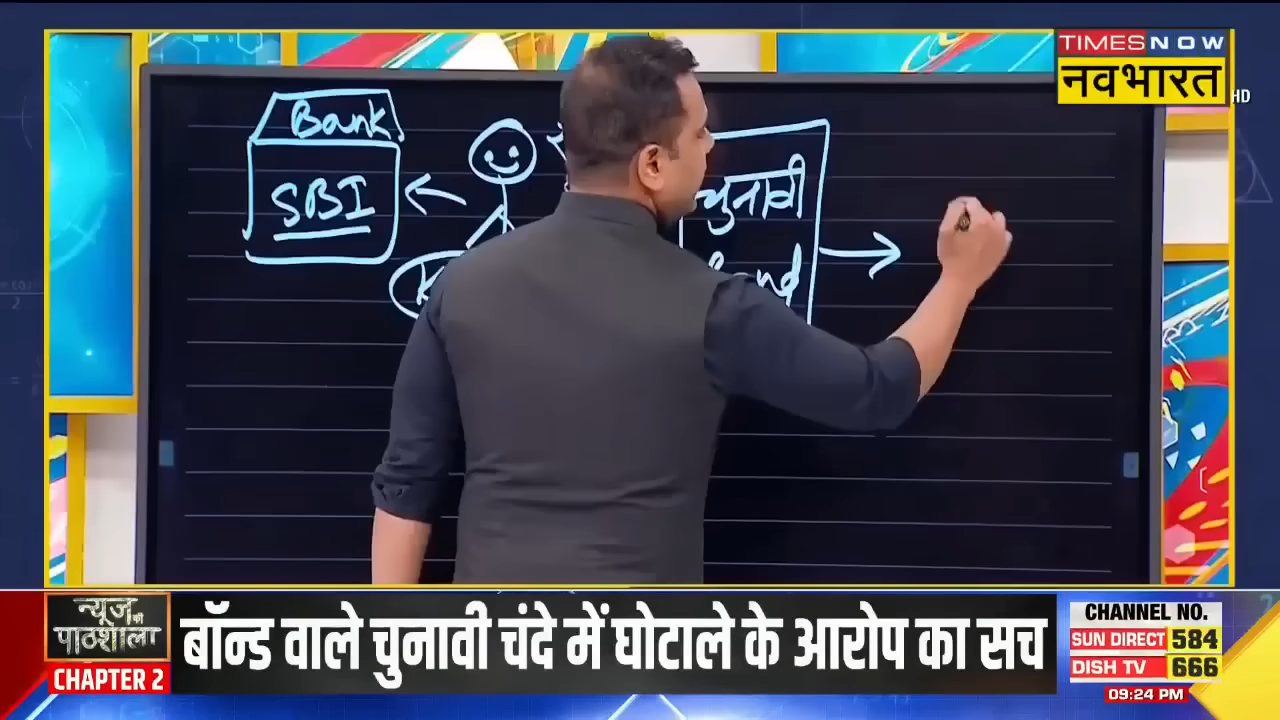 TIMES NOW
नवभारत
HD
Bank
SBI
चुनावी
न्यूज़ की
पाठशाला
CHAPTER 2
बॉन्ड वाले चुनावी चंदे में घोटाले के आरोप का सच
CHANNEL NO.
SUN DIRECT 584
DISH TV 666
09:24 PM